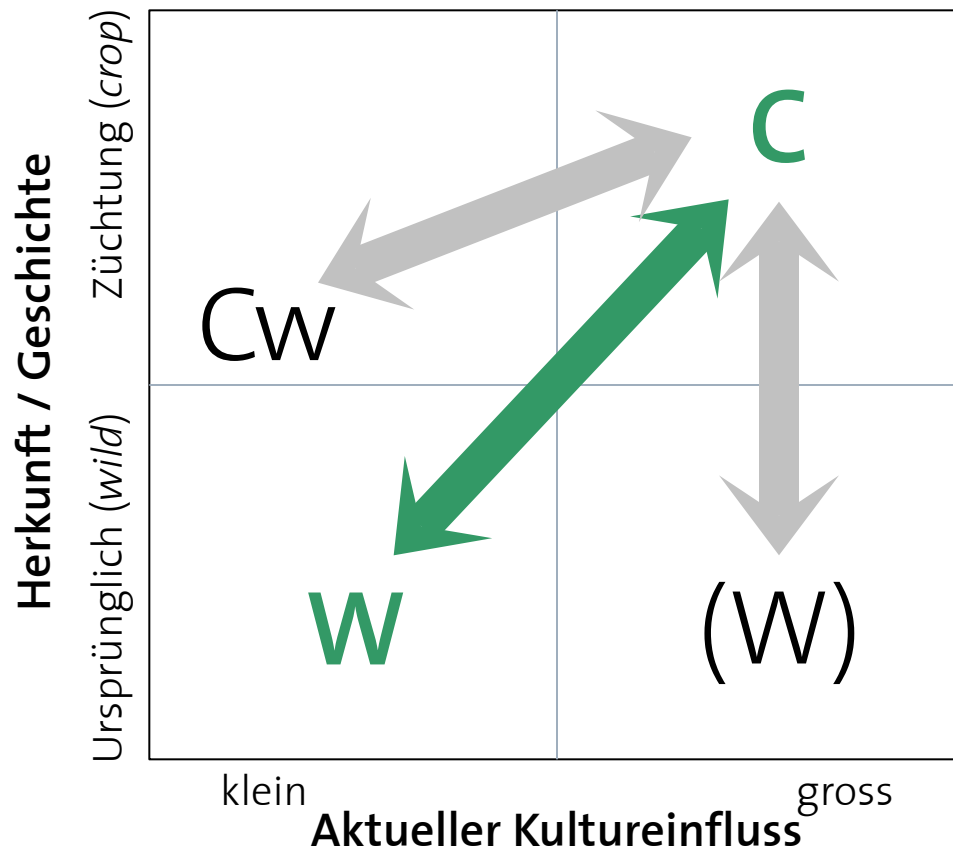 Herkunft / Geschichte
Züchtung (crop)
Ursprünglich (wild)
C
Cw
W
(W)
klein
gross
Aktueller Kultureinfluss